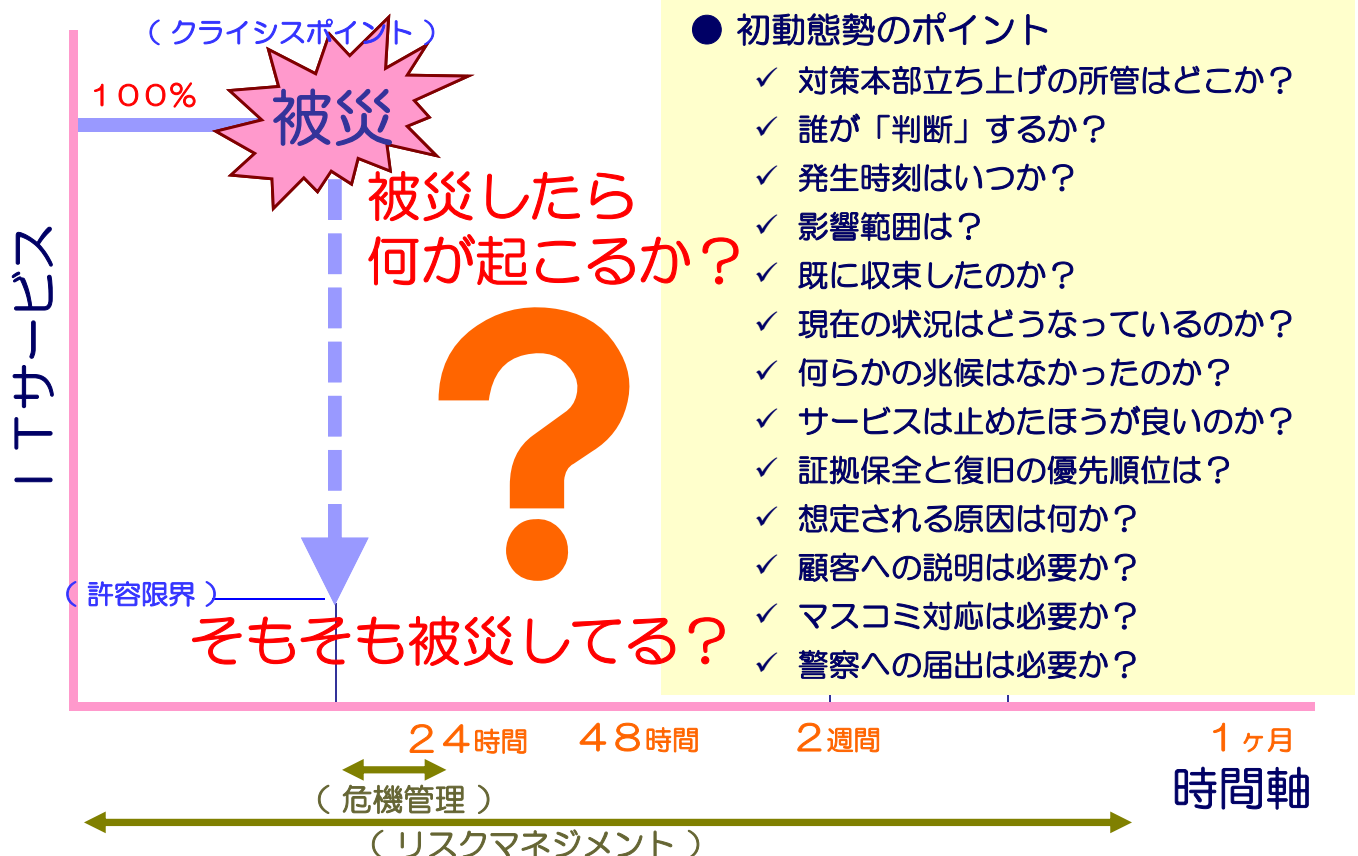 （ クライシスポイント ）
１００%
被災
被災したら
何が起こるか？
？
（ 許容限界 ）
そもそも被災してる？
ＩＴサービス
● 初動態勢のポイント
✓ 対策本部立ち上げの所管はどこか？
✓ 誰が「判断」するか？
✓ 発生時刻はいつか？
✓ 影響範囲は？
✓ 既に収束したのか？
✓ 現在の状況はどうなっているのか？
✓ 何らかの兆候はなかったのか？
✓ サービスは止めたほうが良いのか？
✓ 証拠保全と復旧の優先順位は？
✓ 想定される原因は何か？
✓ 顧客への説明は必要か？
✓ マスコミ対応は必要か？
✓ 警察への届出は必要か？
２４時間 ４８時間 ２週間 １ヶ月
時間軸
（ 危機管理 ）
（ リスクマネジメント ）